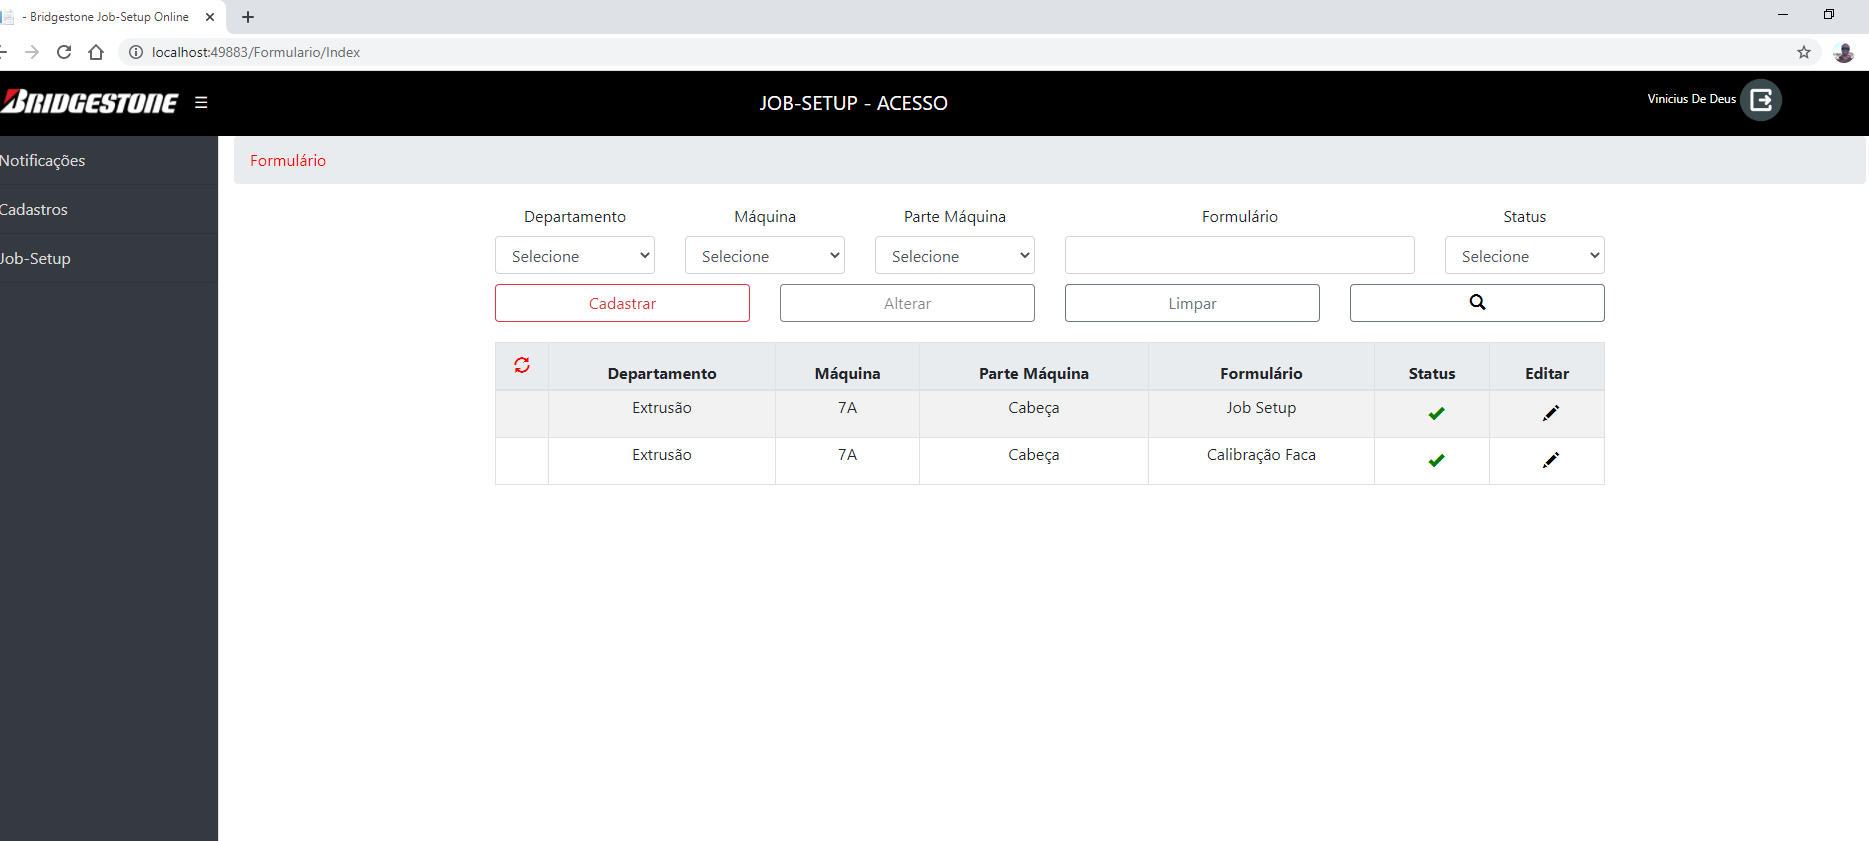 - Bridgestone Job-Setup Online
localhost:49883/Formulario/Index
BRIDGESTONE
JOB-SETUP - ACESSO
Vinicius De Deus
Notificações
Cadastros
Job-Setup
Formulário
Departamento Máquina Parte Máquina Formulário Status
Selecione Selecione Selecione Selecione
Cadastrar Alterar Limpar
Departamento Máquina Parte Máquina Formulário Status Editar
Extrusão 7A Cabeça Job Setup
Extrusão 7A Cabeça Calibração Faca